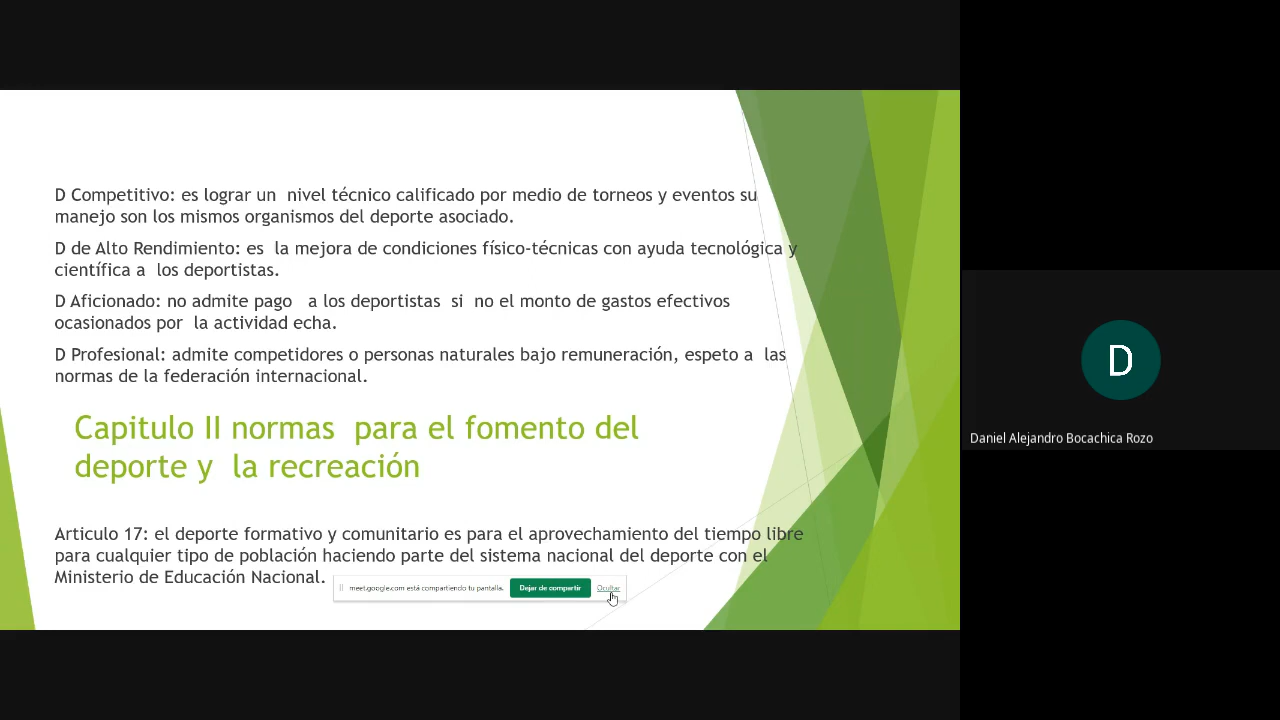 D Competitivo: es lograr un  nivel técnico calificado por medio de torneos y eventos su
manejo son los mismos organismos del deporte asociado.
D de Alto Rendimiento: es  la mejora de condiciones físico-técnicas con ayuda tecnológica y
científica a  los deportistas.
D Aficionado: no admite pago   a los deportistas  si  no el monto de gastos efectivos
ocasionados por  la actividad echa.
D Profesional: admite competidores o personas naturales bajo remuneración, espeto a  las
normas de la federación internacional.
Capitulo II normas  para el fomento del
deporte y  la recreación
Articulo 17: el deporte formativo y comunitario es para el aprovechamiento del tiempo libre
para cualquier tipo de población haciendo parte del sistema nacional del deporte con el
Ministerio de Educación Nacional.
meet.google.com está compartiendo tu pantalla. Dejar de compartir Ocultar
D
Daniel Alejandro Bocachica Rozo